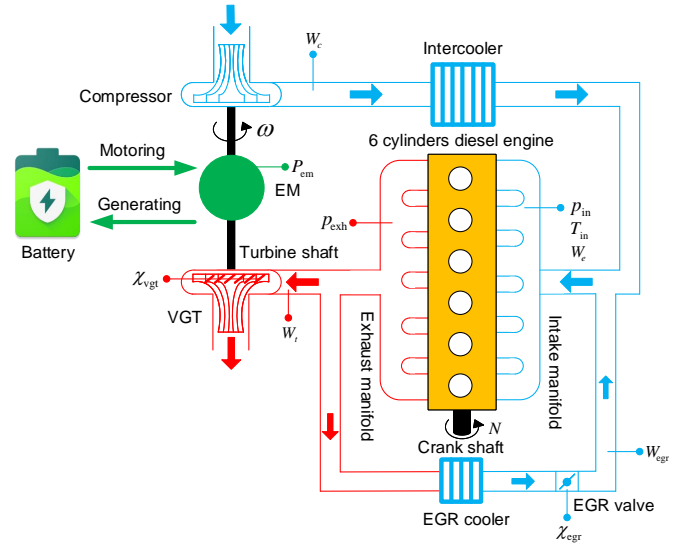 W_c
Intercooler
Compressor
ω
6 cylinders diesel engine
Motoring
P_em
EM
Generating
p_exh
p_in
T_in
W_e
Battery
Turbine shaft
χ_vgt
VGT
W_t
Exhaust manifold
Intake manifold
N
Crank shaft
W_egr
EGR cooler
EGR valve
χ_egr